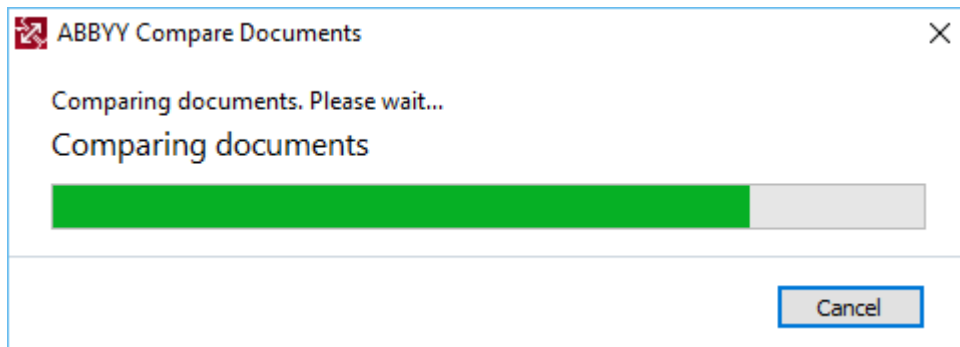 ABBYY Compare Documents
Comparing documents. Please wait...
Comparing documents
Cancel